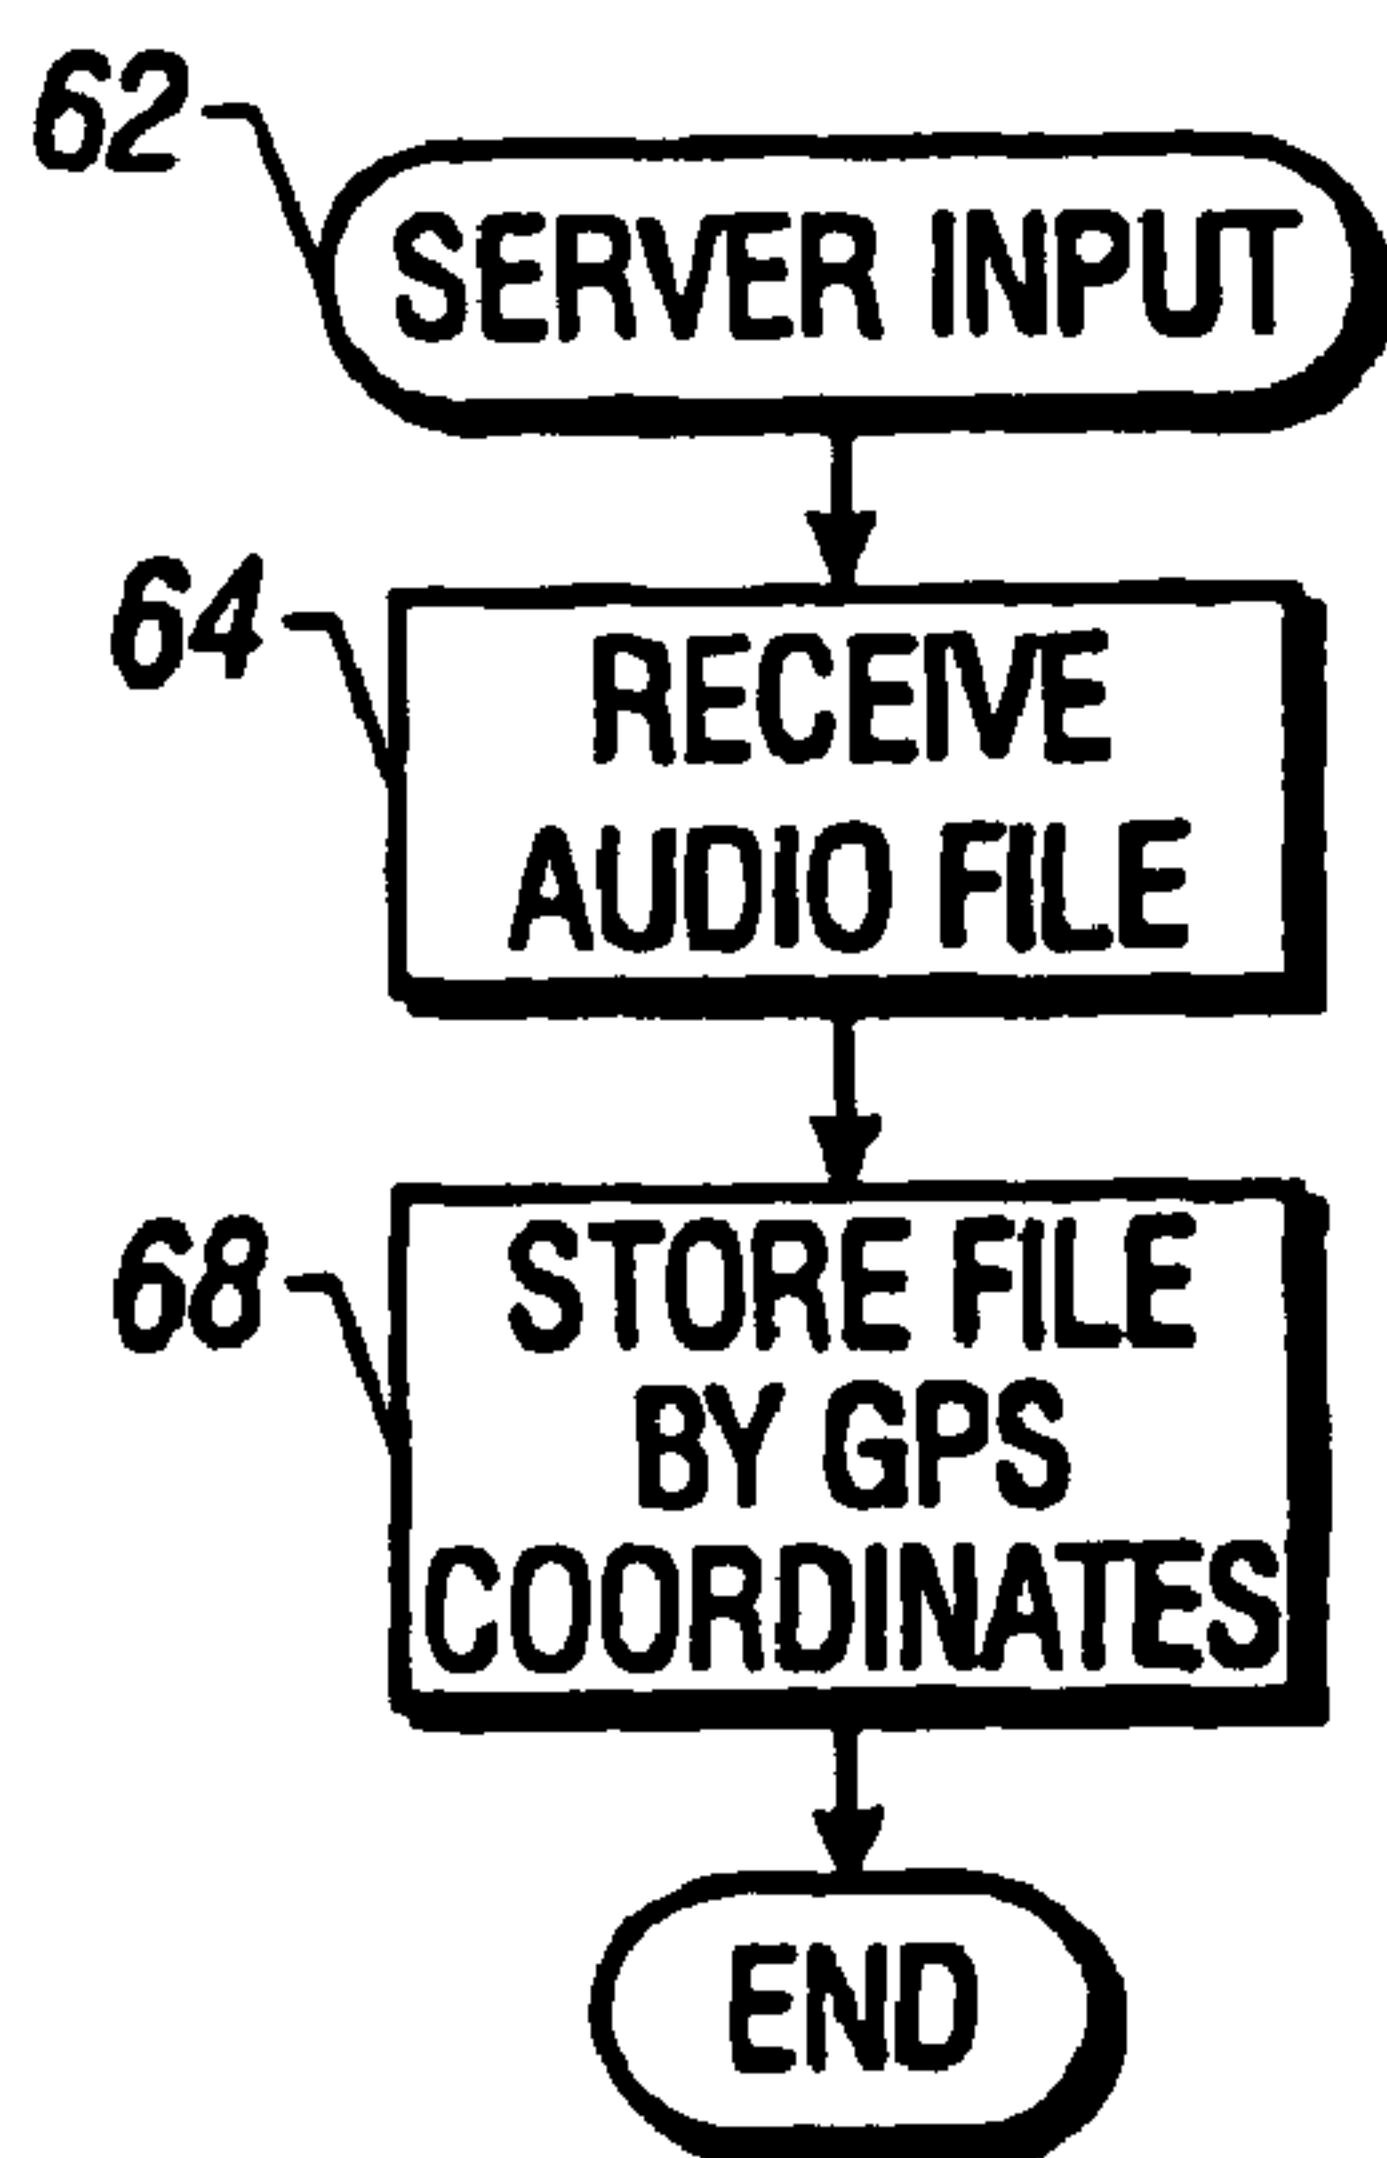 62
SERVER INPUT
64
RECEIVE
AUDIO FILE
68
STORE FILE
BY GPS
COORDINATES
END